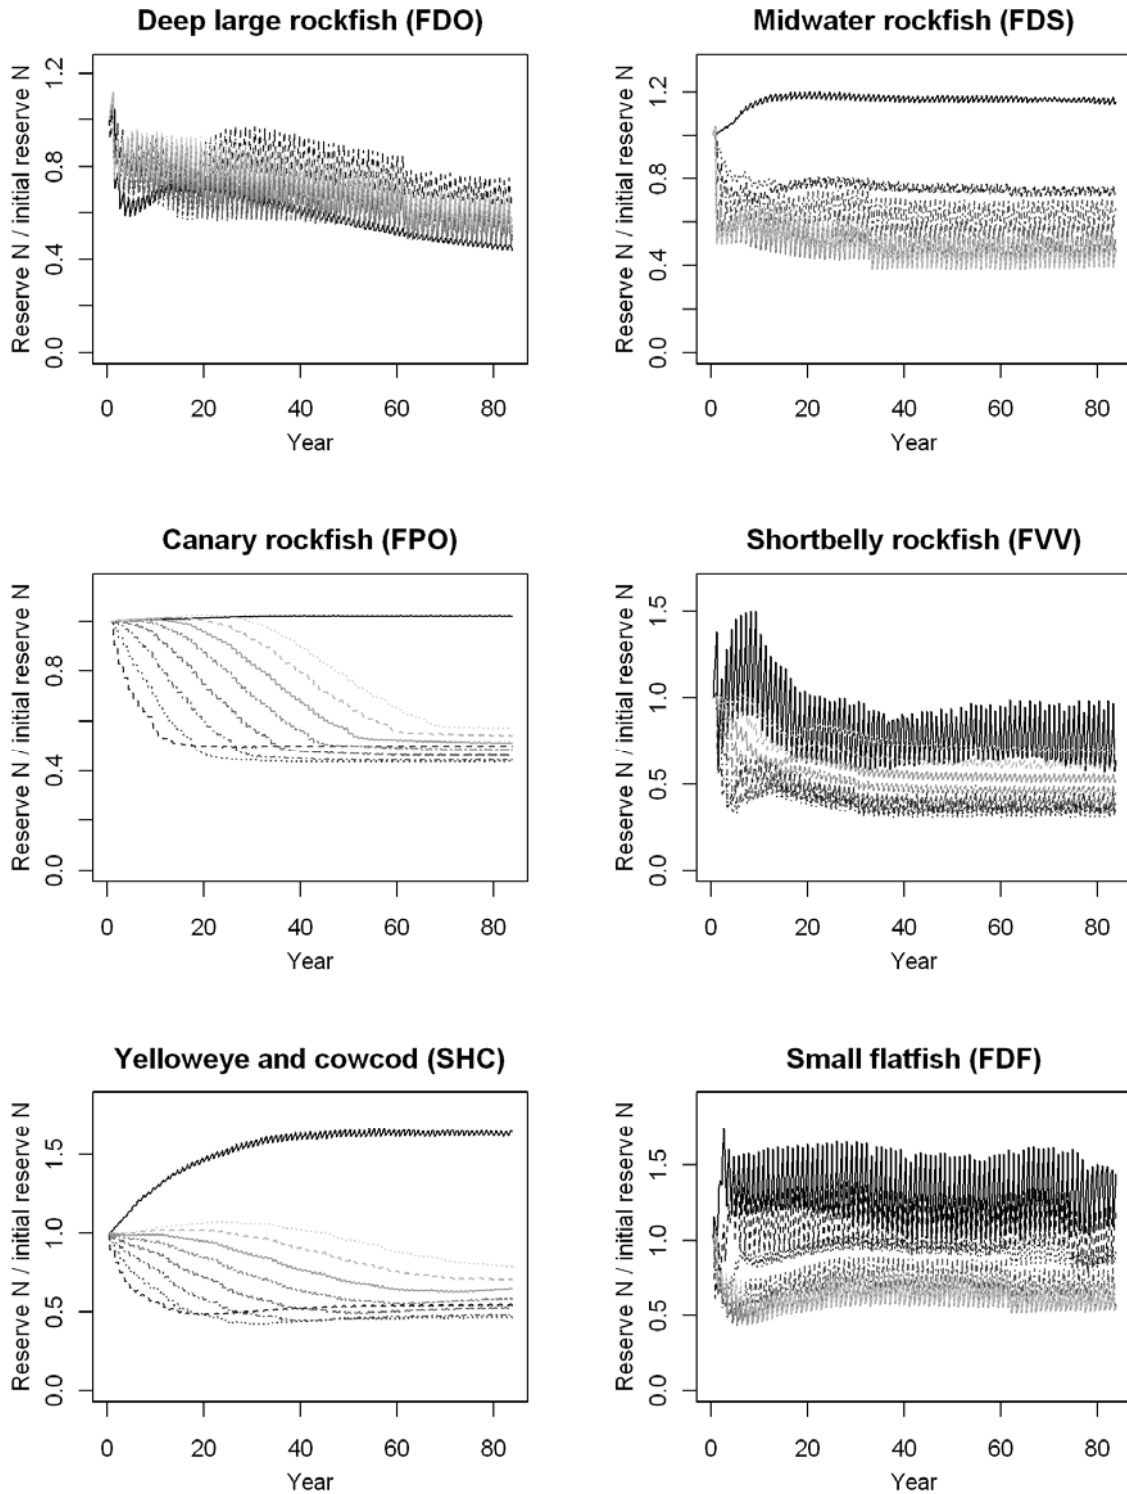 Deep large rockfish (FDO)
Reserve N / initial reserve N
1.2
0.8
0.4
0.0
0 20 40 60 80
Year
Midwater rockfish (FDS)
Reserve N / initial reserve N
1.2
0.8
0.4
0.0
0 20 40 60 80
Year
Canary rockfish (FPO)
Reserve N / initial reserve N
0.8
0.4
0.0
0 20 40 60 80
Year
Shortbelly rockfish (FVV)
Reserve N / initial reserve N
1.5
1.0
0.5
0.0
0 20 40 60 80
Year
Yelloweye and cowcod (SHC)
Reserve N / initial reserve N
1.5
1.0
0.5
0.0
0 20 40 60 80
Year
Small flatfish (FDF)
Reserve N / initial reserve N
1.5
1.0
0.5
0.0
0 20 40 60 80
Year